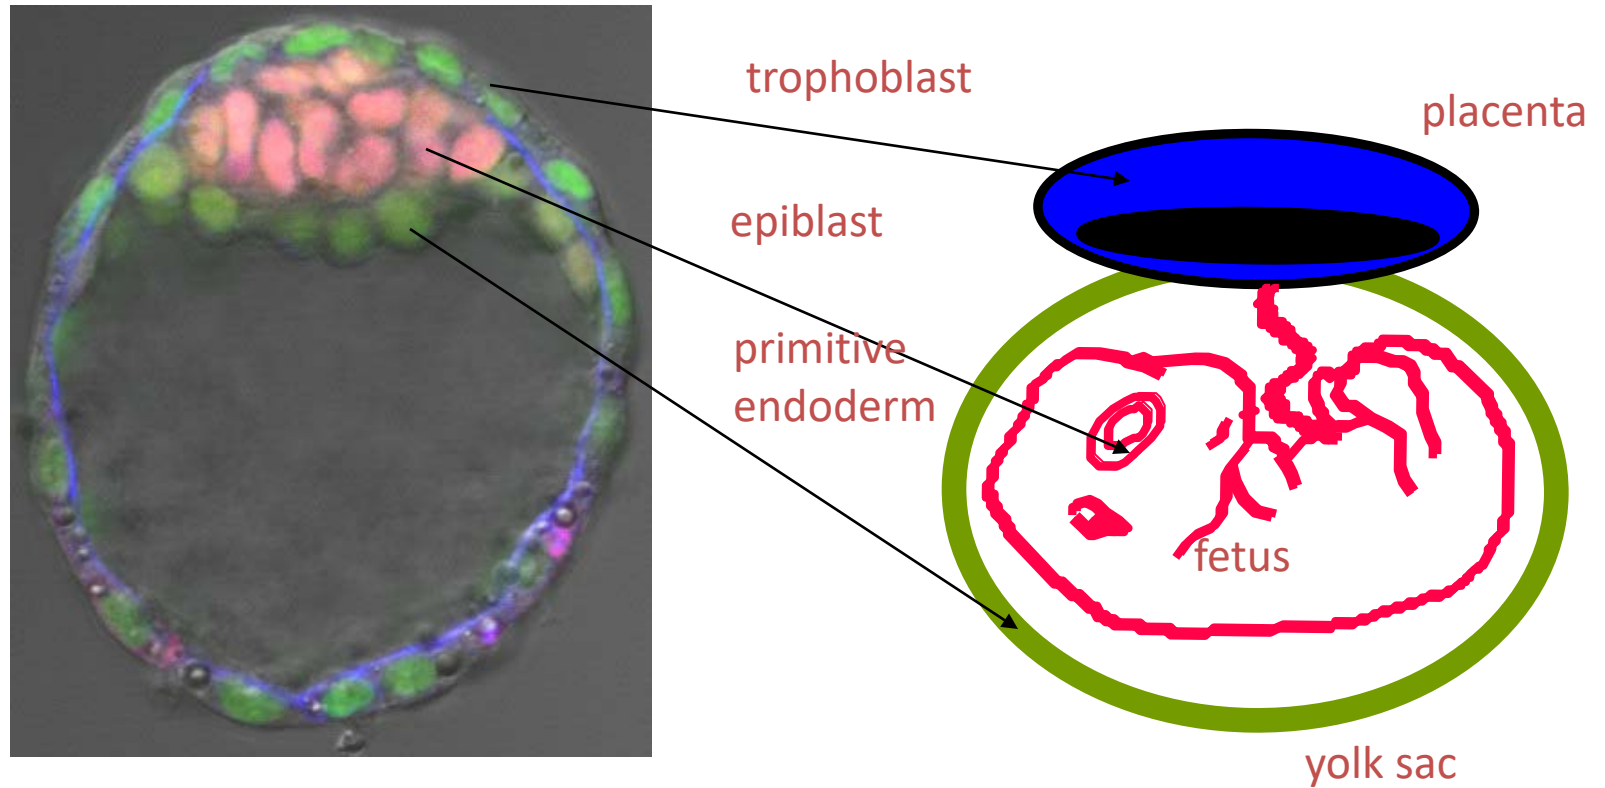 trophoblast
placenta
epiblast
primitive
endoderm
fetus
yolk sac